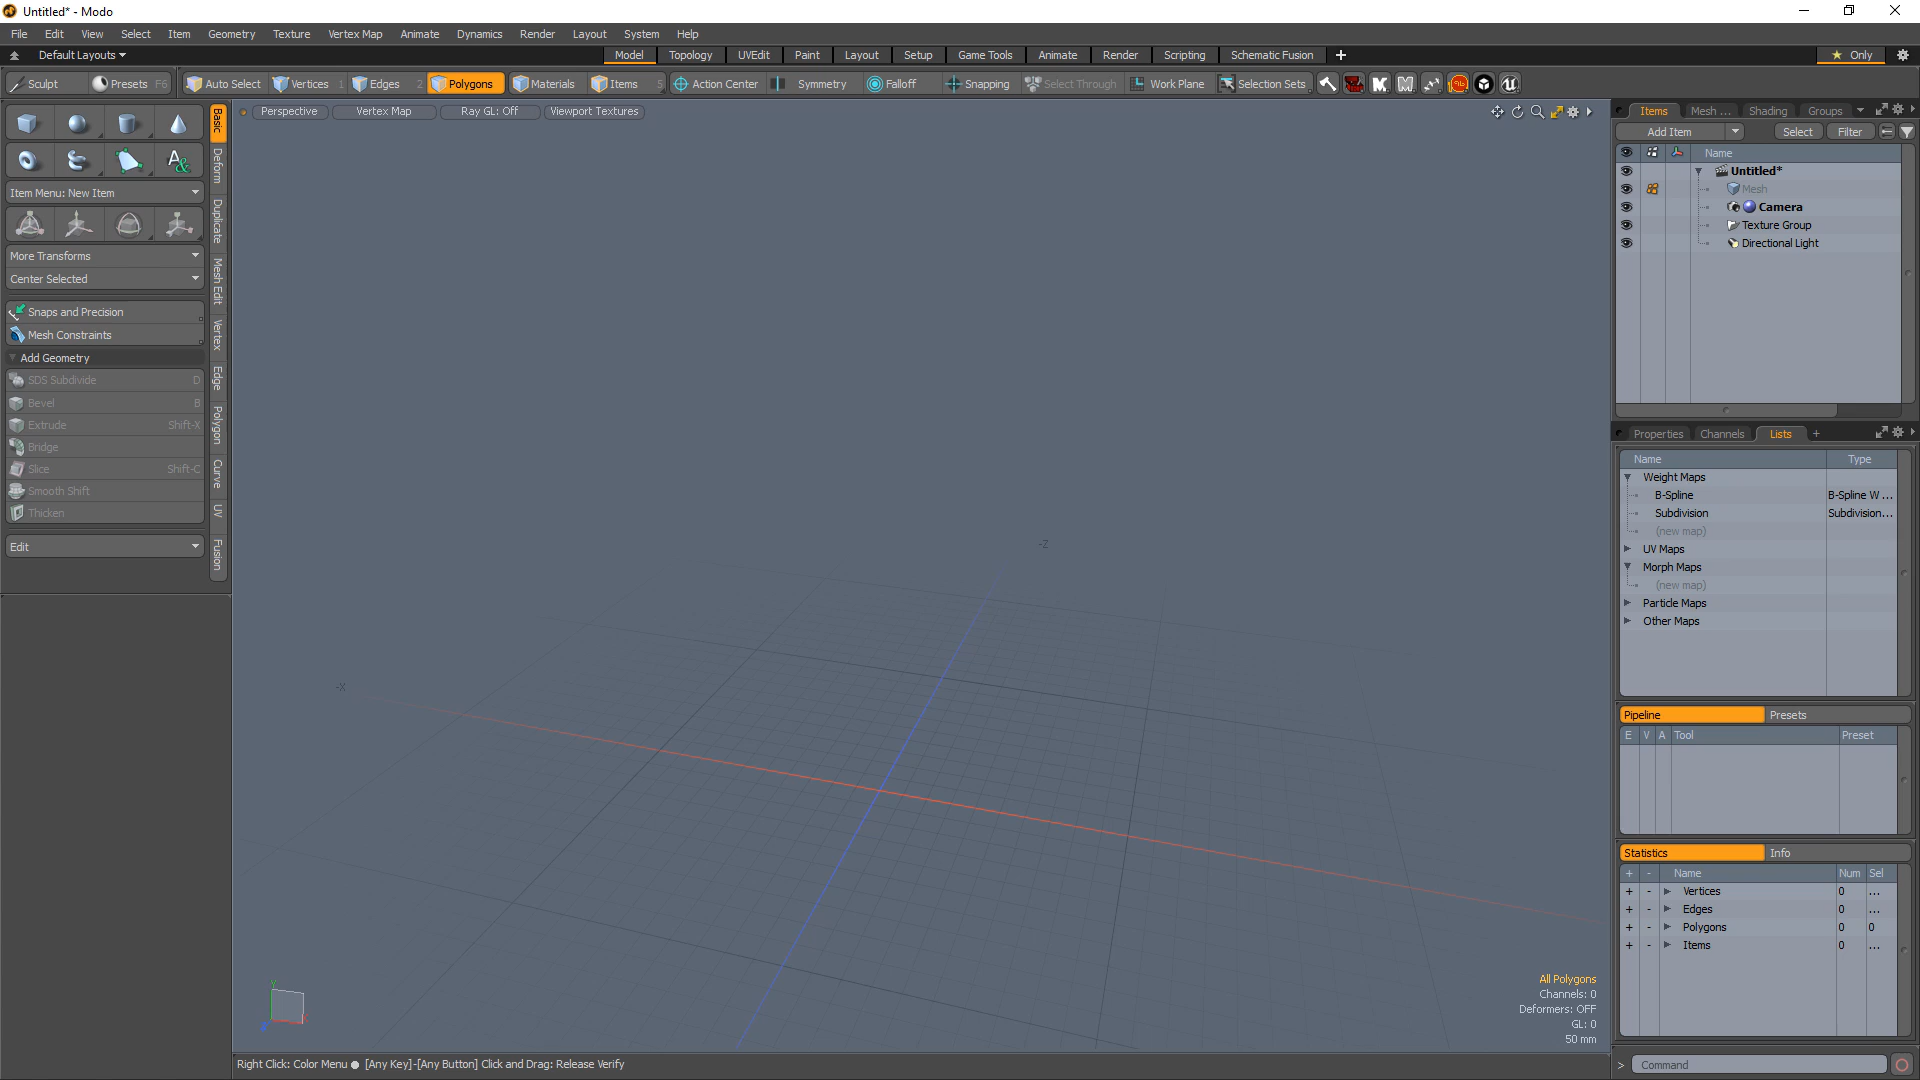 Untitled* - Modo
File Edit View Select Item Geometry Texture Vertex Map Animate Dynamics Render Layout System Help
Default Layouts
Model Topology UVEdit Paint Layout Setup Game Tools Animate Render Scripting Schematic Fusion
Only
Sculpt Presets F6 Auto Select Vertices 1 Edges 2 Polygons Materials Items 5 Action Center Symmetry Falloff Snapping Select Through Work Plane Selection Sets
Basic
Deform
Duplicate
Mesh Edit
Vertex
Edge
Polygon
Curve
UV
Fusion
Item Menu: New Item
More Transforms
Center Selected
Snaps and Precision
Mesh Constraints
Add Geometry
SDS Subdivide D
Bevel B
Extrude Shift-X
Bridge
Slice Shift-C
Smooth Shift
Thicken
Edit
Perspective Vertex Map Ray GL: Off Viewport Textures
-Z
-X
Y
All Polygons
Channels: 0
Deformers: OFF
GL: 0
50 mm
Right Click: Color Menu ● [Any Key]-[Any Button] Click and Drag: Release Verify
Items Mesh ... Shading Groups
Add Item Select Filter
Name
Untitled*
Mesh
Camera
Texture Group
Directional Light
Properties Channels Lists +
Name Type
Weight Maps
B-Spline B-Spline W ...
Subdivision Subdivision...
(new map)
UV Maps
Morph Maps
(new map)
Particle Maps
Other Maps
Pipeline Presets
E V A Tool Preset
Statistics Info
+ - Name Num Sel
+ - Vertices 0 ...
+ - Edges 0 ...
+ - Polygons 0 0
+ - Items 0 ...
> Command